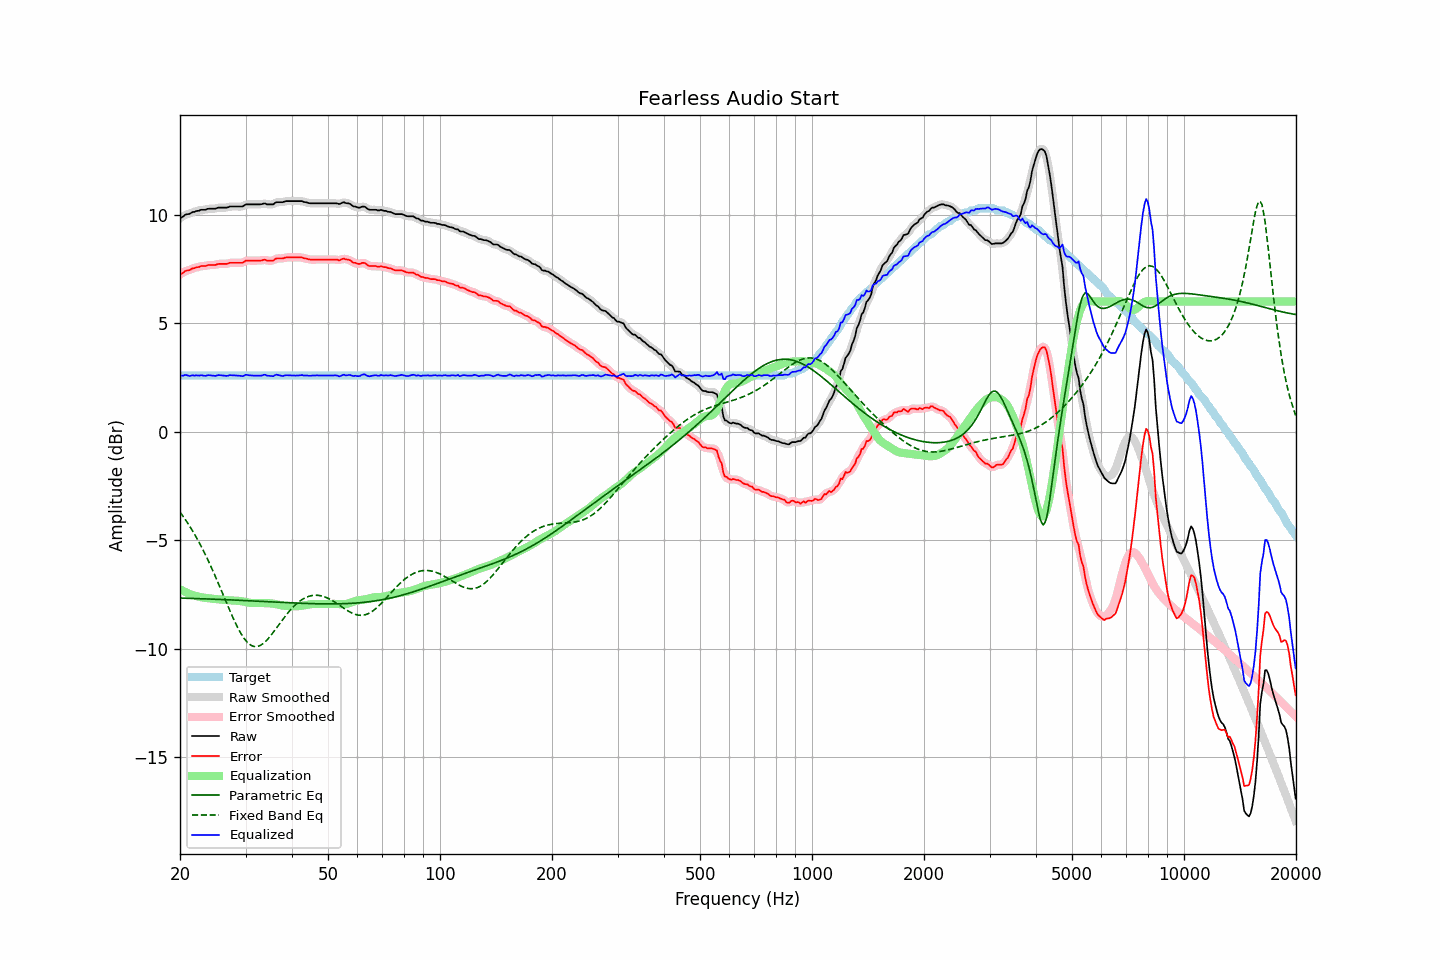 Fearless Audio Start
Amplitude (dBr)
10
5
0
−5
−10
−15
Target
Raw Smoothed
Error Smoothed
Raw
Error
Equalization
Parametric Eq
Fixed Band Eq
Equalized
20 50 100 200 500 1000 2000 5000 10000 20000
Frequency (Hz)